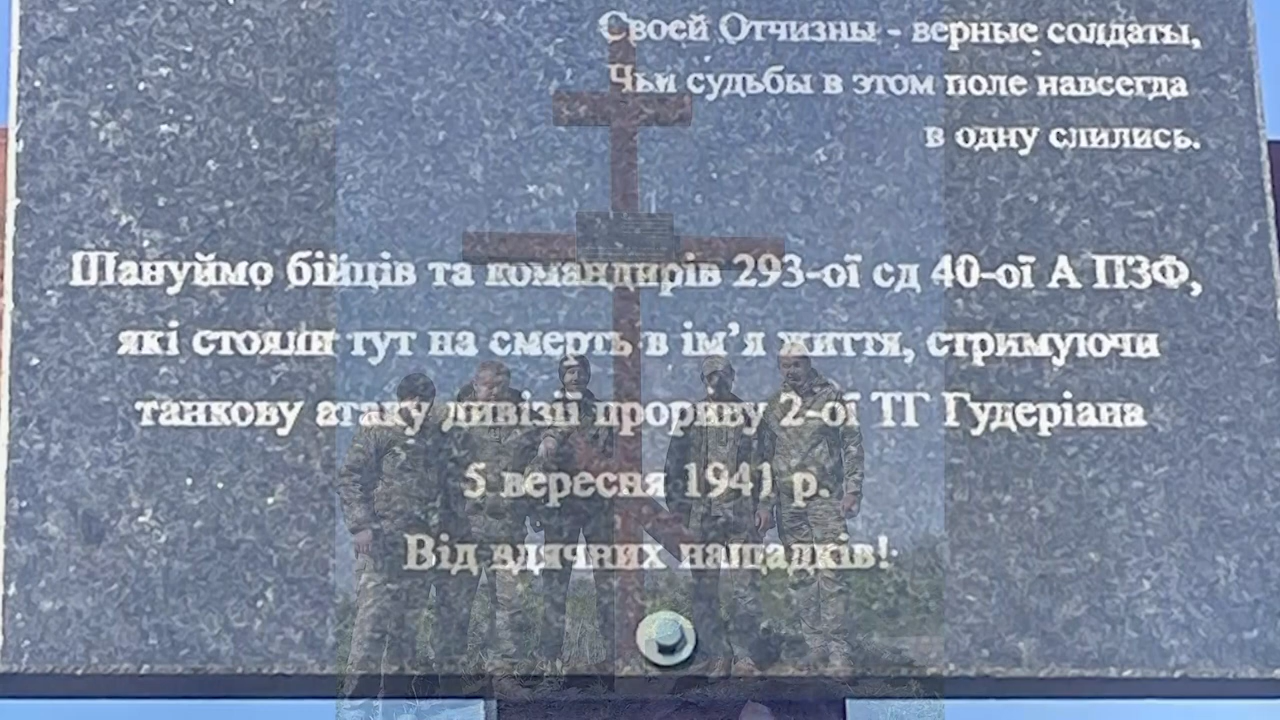 Своей Отчизны - верные солдаты,
Чьи судьбы в этом поле навсегда
в одну слились.
Шануймо бійців та командирів 293-ої сд 40-ої А ПЗФ,
які стояли тут на смерть в ім'я життя, стримуючи
танкову атаку дивізії прориву 2-ої ТГ Гудеріана
5 вересня 1941 р.
Від вдячних нащадків!